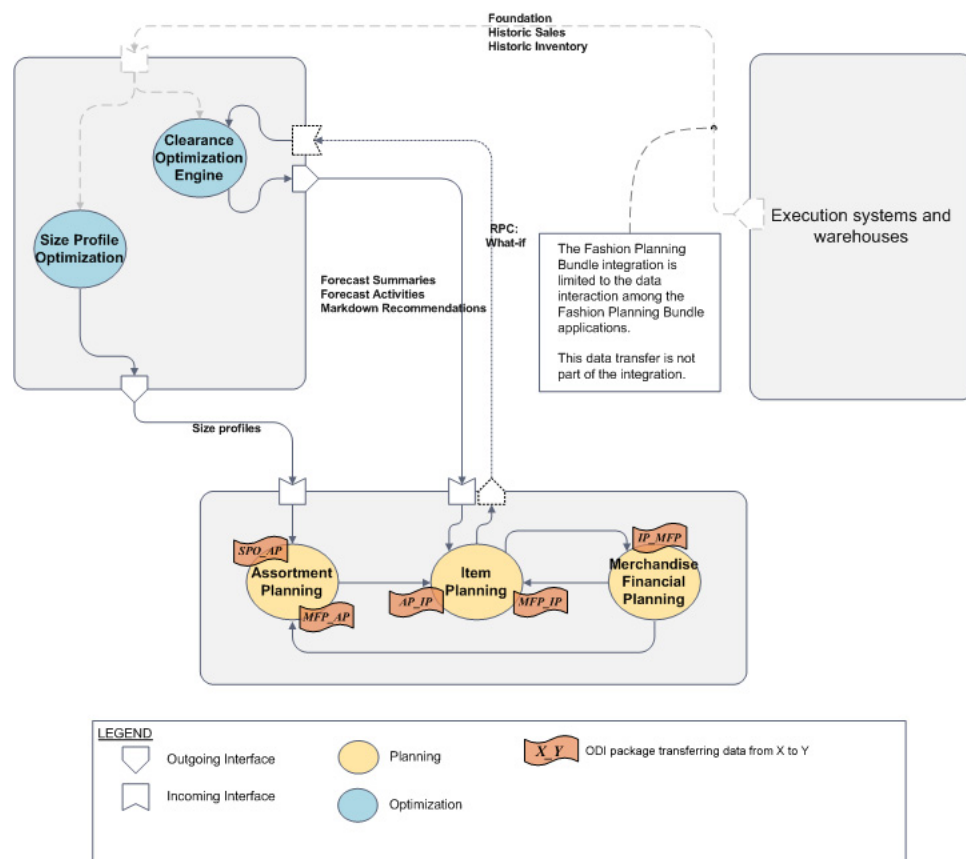 Foundation
Historic Sales
Historic Inventory
Clearance
Optimization
Engine
Size Profile
Optimization
RPC:
What-if
Forecast Summaries
Forecast Activities
Markdown Recommendations
Execution systems and
warehouses
The Fashion Planning
Bundle integration is
limited to the data
interaction among the
Fashion Planning Bundle
applications.
This data transfer is not
part of the integration.
Size profiles
SPO_AP
Assortment
Planning
MFP_AP
Item
Planning
AP_IP
MFP_IP
IP_MFP
Merchandise
Financial
Planning
LEGEND
Outgoing Interface
Incoming Interface
Planning
Optimization
X_Y
ODI package transferring data from X to Y